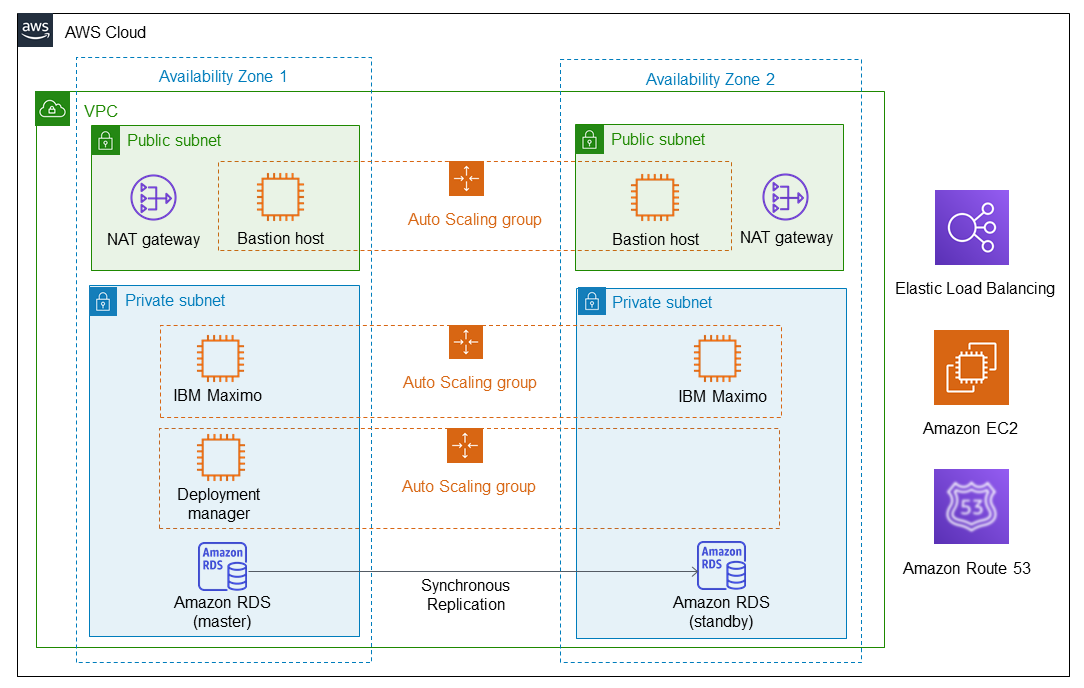 aws
AWS Cloud
Availability Zone 1
Availability Zone 2
VPC
Public subnet
Public subnet
NAT gateway
Bastion host
Auto Scaling group
Bastion host
NAT gateway
Elastic Load Balancing
Private subnet
Private subnet
IBM Maximo
Auto Scaling group
IBM Maximo
Amazon EC2
Deployment
manager
Auto Scaling group
53
Amazon Route 53
Amazon
RDS
Amazon RDS
(master)
Synchronous
Replication
Amazon
RDS
Amazon RDS
(standby)